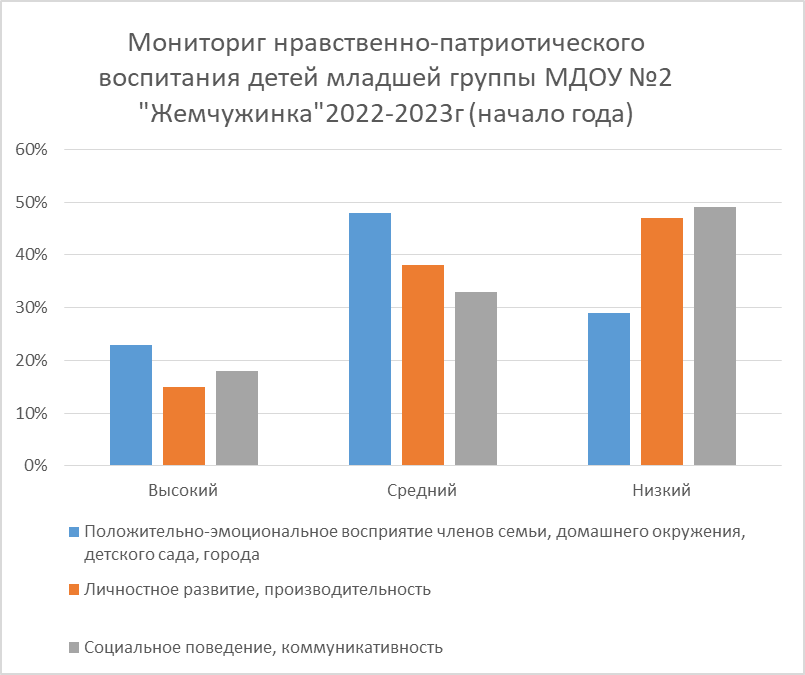 Мониториг нравственно-патриотического
воспитания детей младшей группы МДОУ №2
"Жемчужинка"2022-2023г (начало года)
60%
50%
40%
30%
20%
10%
0%
Высокий
Средний
Низкий
Положительно-эмоциональное восприятие членов семьи, домашнего окружения,
детского сада, города
Личностное развитие, производительность
Социальное поведение, коммуникативность